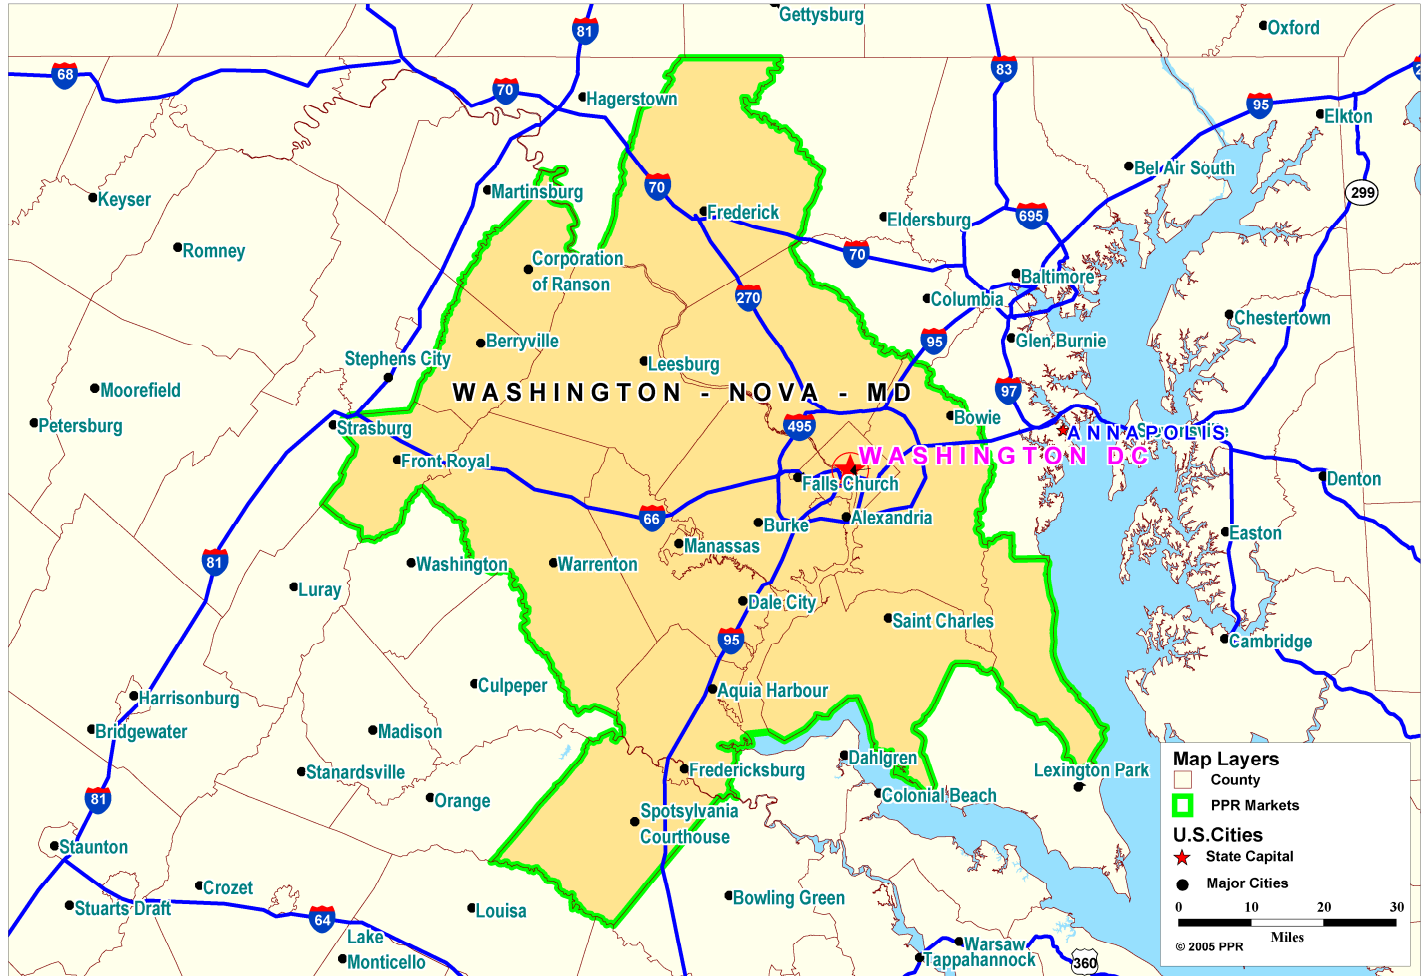 Gettysburg
Oxford
81
68
83
70
Hagerstown
95
Elkton
Bel Air South
Keyser
Martinsburg
70
299
Frederick
Eldersburg
695
Romney
70
Corporation
of Ranson
Baltimore
270
Columbia
Chestertown
Berryville
95
Glen Burnie
Stephens City
Leesburg
Moorefield
WASHINGTON - NOVA - MD
97
Petersburg
Strasburg
495
Bowie
ANNAPOLIS
Front Royal
WASHINGTON DC
Falls Church
Denton
66
Burke
Alexandria
Easton
Manassas
81
Washington
Warrenton
Luray
Dale City
Saint Charles
95
Cambridge
Culpeper
Aquia Harbour
Harrisonburg
Bridgewater
Madison
Stanardsville
Fredericksburg
Dahlgren
Lexington Park
81
Orange
Colonial Beach
Spotsylvania
Courthouse
Staunton
Crozet
Stuarts Draft
64
Louisa
Bowling Green
Lake
Monticello
Warsaw
Tappahannock
360
Map Layers
County
PPR Markets
U.S.Cities
State Capital
Major Cities
0 10 20 30
Miles
© 2005 PPR